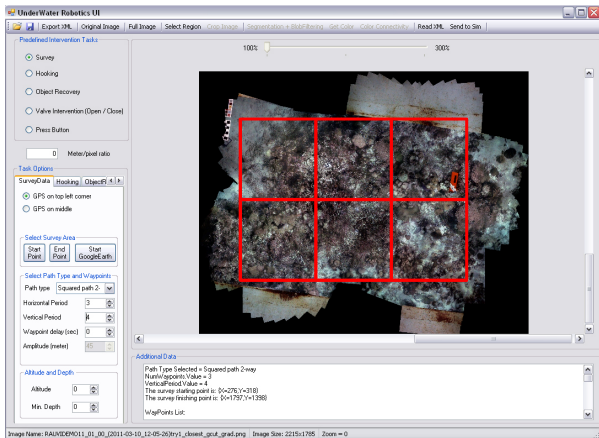 UnderWater Robotics UI
Export XML Original Image Full Image Select Region Crop Image Segmentation + BlobFiltering Get Color Color Connectivity Read XML Send to Sim
Predefined Intervention Tasks
Survey
Hooking
Object Recovery
Valve Intervention (Open / Close)
Press Button
0 Meter/pixel ratio
Task Options
SurveyData Hooking ObjectR
GPS on top left corner
GPS on middle
Select Survey Area
Start Point
End Point
Start GoogleEarth
Select Path Type and Waypoints
Path type Squared path 2-
Horizontal Period 3
Vertical Period 4
Waypoint delay (sec) 0
Amplitude (meter) 45
Altitude and Depth
Altitude 0
Min. Depth 0
100% 300%
Additional Data
Path Type Selected = Squared path 2-way
NumWaypoints.Value = 3
VerticalPeriod.Value = 4
The survey starting point is: {X=276,Y=318}
The survey finishing point is: {X=1797,Y=1398}
WayPoints List:
Image Name: RAUVIDEMO11_01_00_(2011-03-10_12-05-26)try1_closest_gcut_grad.png Image Size: 2215x1785 Zoom = 0